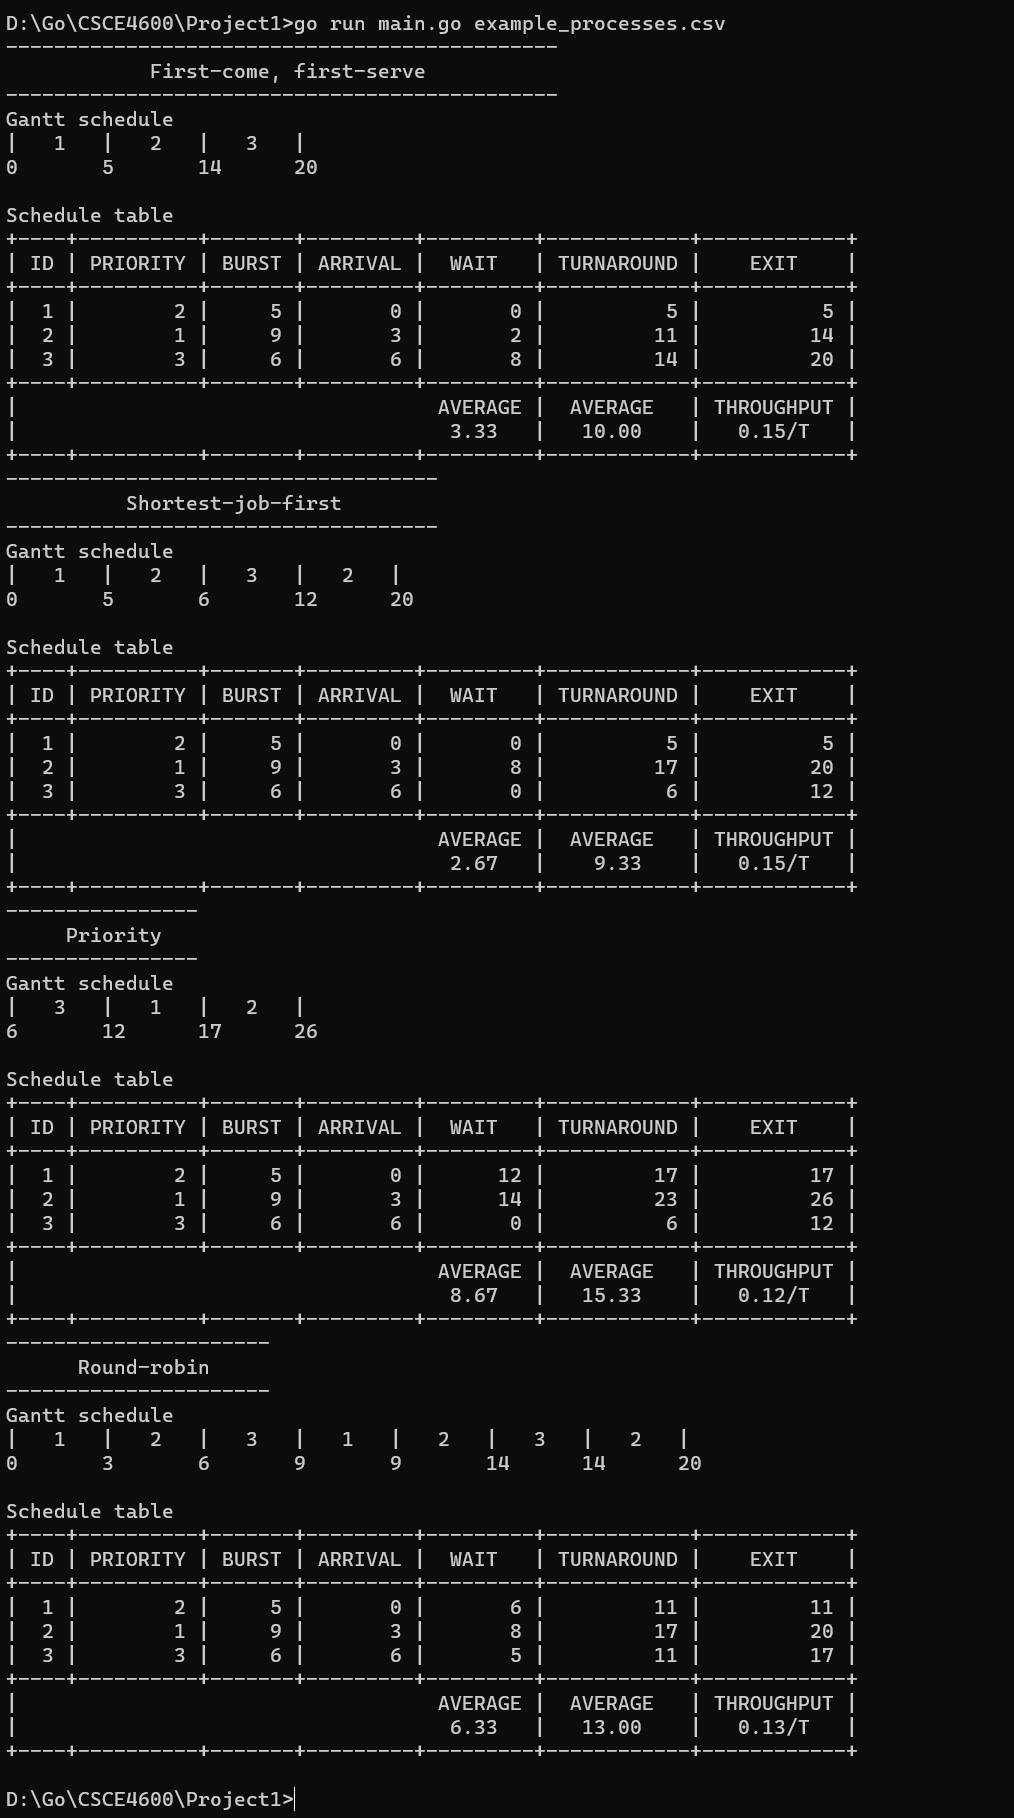 D:\Go\CSCE4600\Project1>go run main.go example_processes.csv
----------------------------------------------
            First-come, first-serve
----------------------------------------------
Gantt schedule
|   1   |   2   |   3   |
0       5       14      20

Schedule table
+----+----------+-------+---------+---------+------------+------------+
| ID | PRIORITY | BURST | ARRIVAL |  WAIT   | TURNAROUND |    EXIT    |
+----+----------+-------+---------+---------+------------+------------+
|  1 |        2 |     5 |       0 |       0 |          5 |          5 |
|  2 |        1 |     9 |       3 |       2 |         11 |         14 |
|  3 |        3 |     6 |       6 |       8 |         14 |         20 |
+----+----------+-------+---------+---------+------------+------------+
|                                   AVERAGE |  AVERAGE   | THROUGHPUT |
|                                    3.33   |   10.00    |   0.15/T   |
+----+----------+-------+---------+---------+------------+------------+
------------------------------------
          Shortest-job-first
------------------------------------
Gantt schedule
|   1   |   2   |   3   |   2   |
0       5       6       12      20

Schedule table
+----+----------+-------+---------+---------+------------+------------+
| ID | PRIORITY | BURST | ARRIVAL |  WAIT   | TURNAROUND |    EXIT    |
+----+----------+-------+---------+---------+------------+------------+
|  1 |        2 |     5 |       0 |       0 |          5 |          5 |
|  2 |        1 |     9 |       3 |       8 |         17 |         20 |
|  3 |        3 |     6 |       6 |       0 |          6 |         12 |
+----+----------+-------+---------+---------+------------+------------+
|                                   AVERAGE |  AVERAGE   | THROUGHPUT |
|                                    2.67   |    9.33    |   0.15/T   |
+----+----------+-------+---------+---------+------------+------------+
----------------
     Priority
----------------
Gantt schedule
|   3   |   1   |   2   |
6       12      17      26

Schedule table
+----+----------+-------+---------+---------+------------+------------+
| ID | PRIORITY | BURST | ARRIVAL |  WAIT   | TURNAROUND |    EXIT    |
+----+----------+-------+---------+---------+------------+------------+
|  1 |        2 |     5 |       0 |      12 |         17 |         17 |
|  2 |        1 |     9 |       3 |      14 |         23 |         26 |
|  3 |        3 |     6 |       6 |       0 |          6 |         12 |
+----+----------+-------+---------+---------+------------+------------+
|                                   AVERAGE |  AVERAGE   | THROUGHPUT |
|                                    8.67   |   15.33    |   0.12/T   |
+----+----------+-------+---------+---------+------------+------------+
----------------------
      Round-robin
----------------------
Gantt schedule
|   1   |   2   |   3   |   1   |   2   |   3   |   2   |
0       3       6       9       9       14      14      20

Schedule table
+----+----------+-------+---------+---------+------------+------------+
| ID | PRIORITY | BURST | ARRIVAL |  WAIT   | TURNAROUND |    EXIT    |
+----+----------+-------+---------+---------+------------+------------+
|  1 |        2 |     5 |       0 |       6 |         11 |         11 |
|  2 |        1 |     9 |       3 |       8 |         17 |         20 |
|  3 |        3 |     6 |       6 |       5 |         11 |         17 |
+----+----------+-------+---------+---------+------------+------------+
|                                   AVERAGE |  AVERAGE   | THROUGHPUT |
|                                    6.33   |   13.00    |   0.13/T   |
+----+----------+-------+---------+---------+------------+------------+

D:\Go\CSCE4600\Project1>